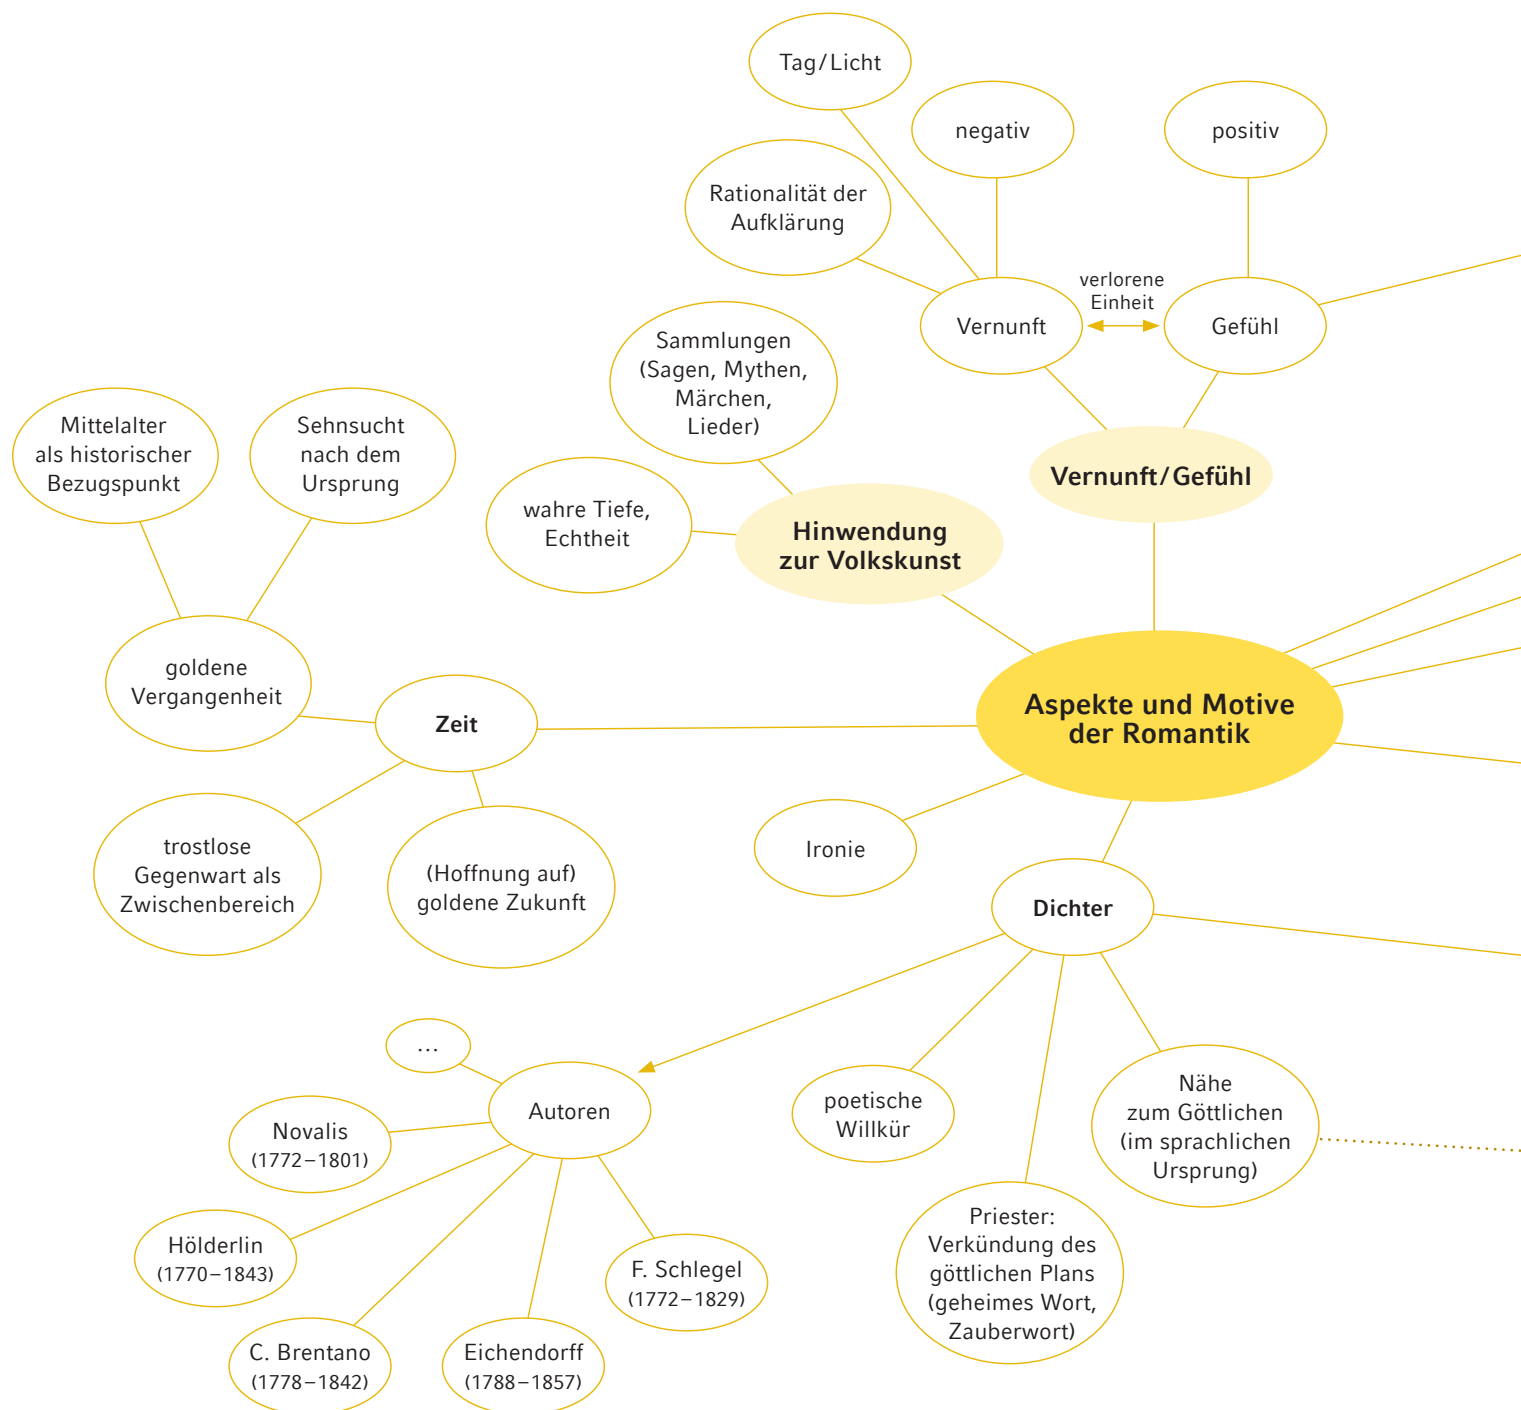 Tag/Licht
negativ
positiv
Rationalität der
Aufklärung
verlorene
Einheit
Vernunft
Gefühl
Sammlungen
(Sagen, Mythen,
Märchen,
Lieder)
Mittelalter
als historischer
Bezugspunkt
Sehnsucht
nach dem
Ursprung
Vernunft/Gefühl
wahre Tiefe,
Echtheit
Hinwendung
zur Volkskunst
goldene
Vergangenheit
Zeit
Aspekte und Motive
der Romantik
trostlose
Gegenwart als
Zwischenbereich
(Hoffnung auf)
goldene Zukunft
Ironie
Dichter
...
Autoren
Novalis
(1772–1801)
poetische
Willkür
Nähe
zum Göttlichen
(im sprachlichen
Ursprung)
Hölderlin
(1770–1843)
F. Schlegel
(1772–1829)
Priester:
Verkündung des
göttlichen Plans
(geheimes Wort,
Zauberwort)
C. Brentano
(1778–1842)
Eichendorff
(1788–1857)